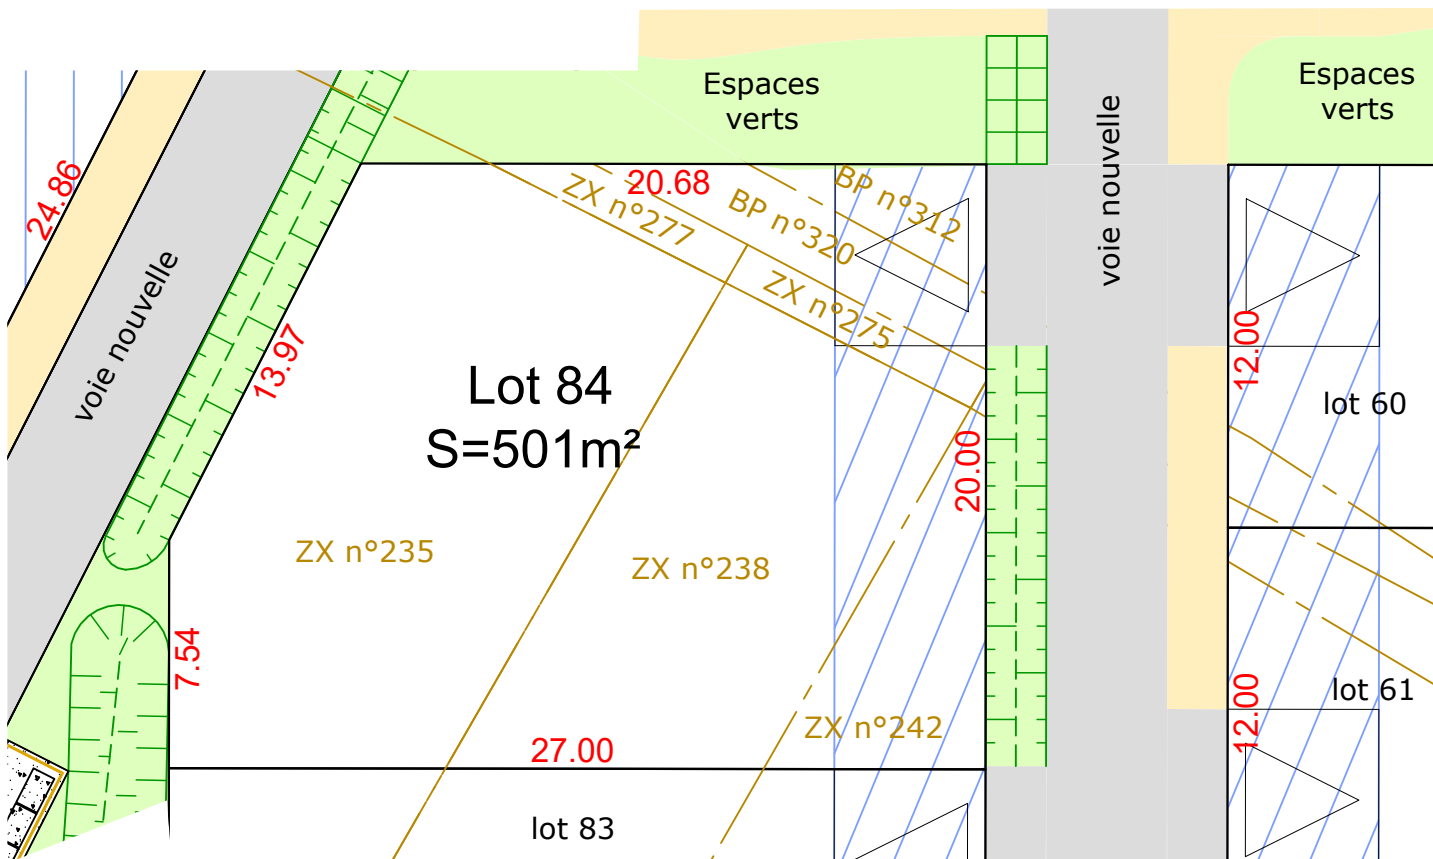 Espaces
verts
Espaces
verts
voie nouvelle
24.86
20.68
BP n°312
ZX n°277
BP n°320
ZX n°275
voie nouvelle
13.97
12.00
Lot 84
S=501m²
lot 60
20.00
ZX n°235
ZX n°238
7.54
lot 61
12.00
ZX n°242
27.00
lot 83